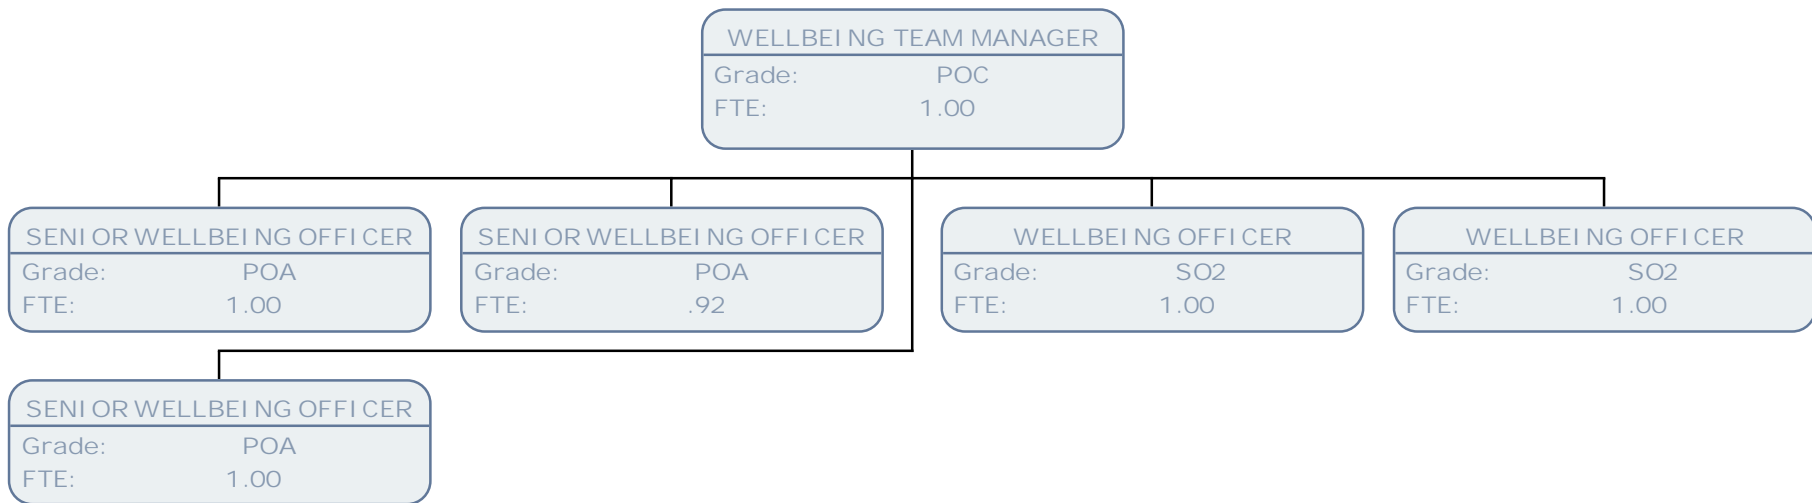 WELLBEING TEAM MANAGER
Grade: POC
FTE: 1.00
SENIOR WELLBEING OFFICER
Grade: POA
FTE: 1.00
SENIOR WELLBEING OFFICER
Grade: POA
FTE: .92
WELLBEING OFFICER
Grade: SO2
FTE: 1.00
WELLBEING OFFICER
Grade: SO2
FTE: 1.00
SENIOR WELLBEING OFFICER
Grade: POA
FTE: 1.00